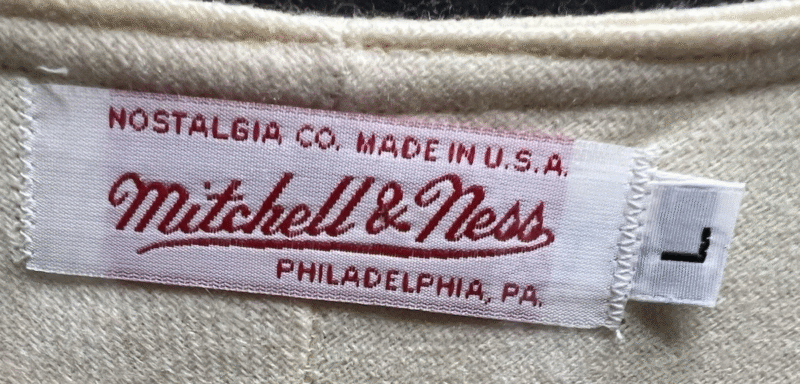 NOSTALGIA CO. MADE IN U.S.A.
Mitchell & Ness
PHILADELPHIA, PA.
L